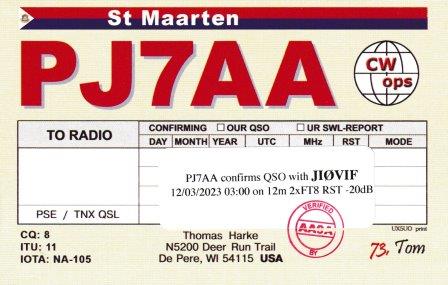 St Maarten
PJ7AA
CW
ops
TO RADIO
CONFIRMING ☐ OUR QSO ☐ UR SWL-REPORT
DAY MONTH YEAR UTC MHz RST MODE
PJ7AA confirms QSO with JIØVIF
12/03/2023 03:00 on 12m 2xFT8 RST -20dB
PSE / TNX QSL
UX5UO print
VERIFIED
AA9A
BY
CQ: 8
ITU: 11
IOTA: NA-105
Thomas Harke
N5200 Deer Run Trail
De Pere, WI 54115 USA
73, Tom